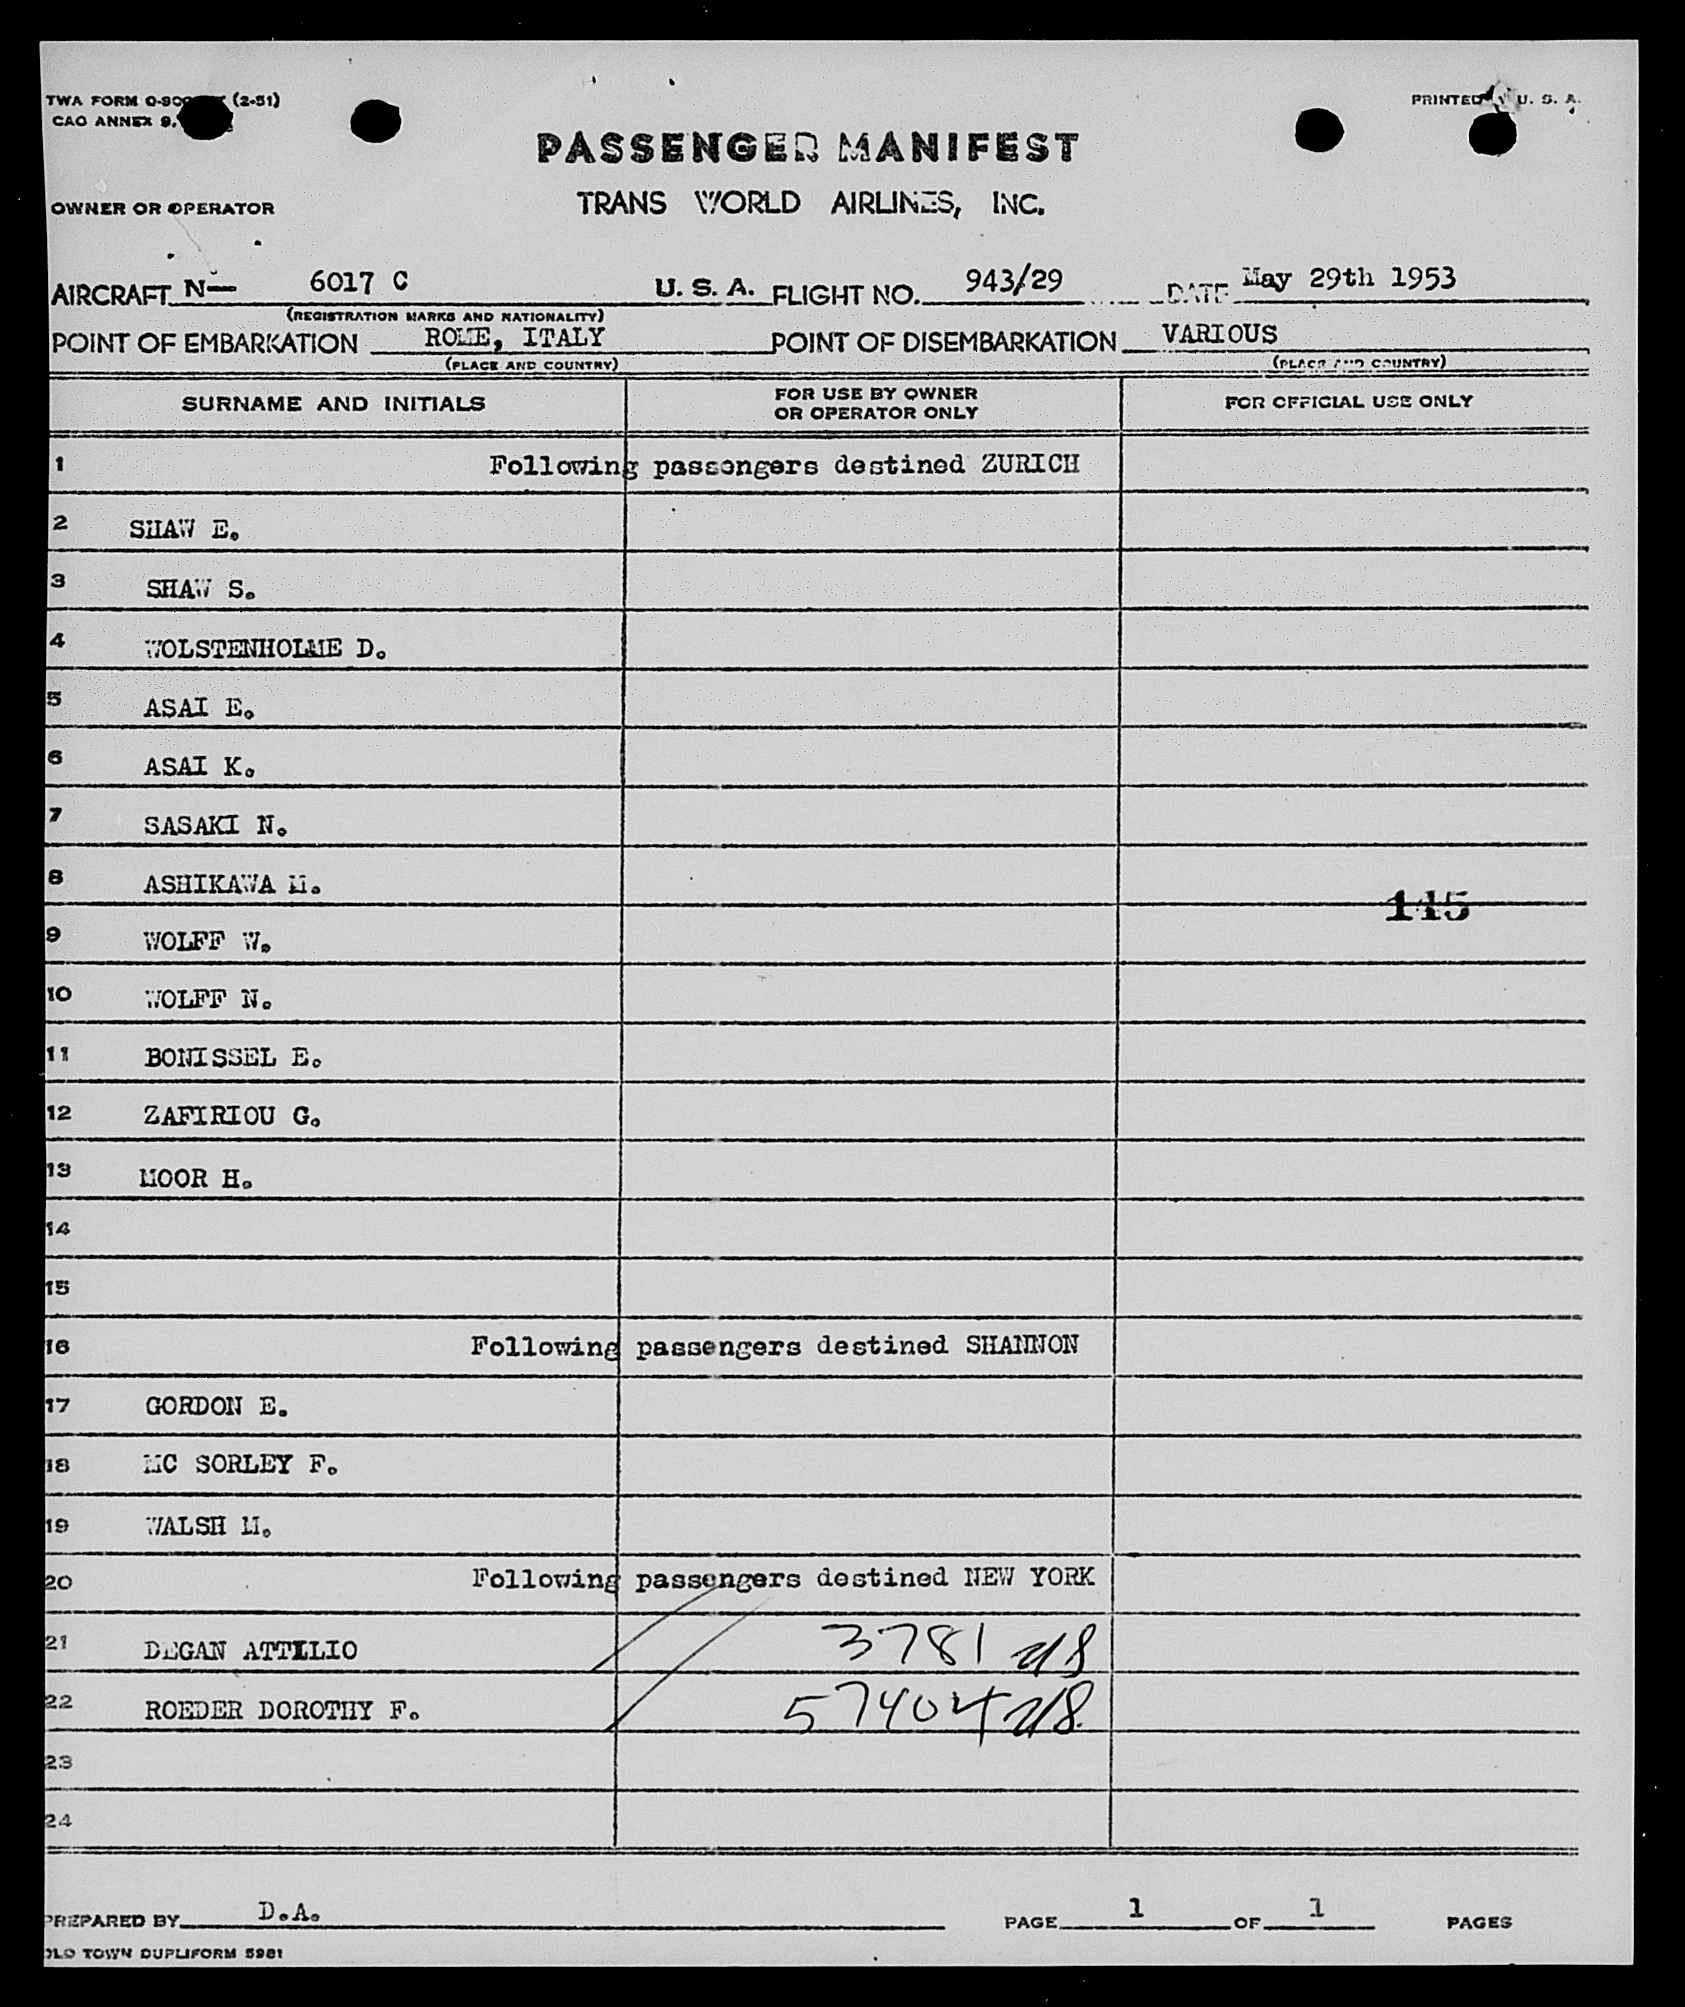 TWA FORM O-90 (2-51)
CAO ANNEX 9,
PRINTED U. S. A.
PASSENGER MANIFEST
OWNER OR OPERATOR
TRANS WORLD AIRLINES, INC.
AIRCRAFT N— 6017 C U. S. A. FLIGHT NO. 943/29 DATE May 29th 1953
(REGISTRATION MARKS AND NATIONALITY)
POINT OF EMBARKATION ROME, ITALY POINT OF DISEMBARKATION VARIOUS
(PLACE AND COUNTRY) (PLACE AND COUNTRY)
SURNAME AND INITIALS FOR USE BY OWNER OR OPERATOR ONLY FOR OFFICIAL USE ONLY
1 Following passengers destined ZURICH
2 SHAW E.
3 SHAW S.
4 WOLSTENHOLME D.
5 ASAI E.
6 ASAI K.
7 SASAKI N.
8 ASHIKAWA M.
145
9 WOLFF W.
10 WOLFF N.
11 BONISSEL E.
12 ZAFIRIOU G.
13 MOOR H.
14
15
16 Following passengers destined SHANNON
17 GORDON E.
18 MC SORLEY F.
19 WALSH M.
20 Following passengers destined NEW YORK
21 DEGAN ATTILIO 3781
22 ROEDER DOROTHY F. 57404
23
24
PREPARED BY D.A. PAGE 1 OF 1 PAGES
OLD TOWN DUPLIFORM 5981